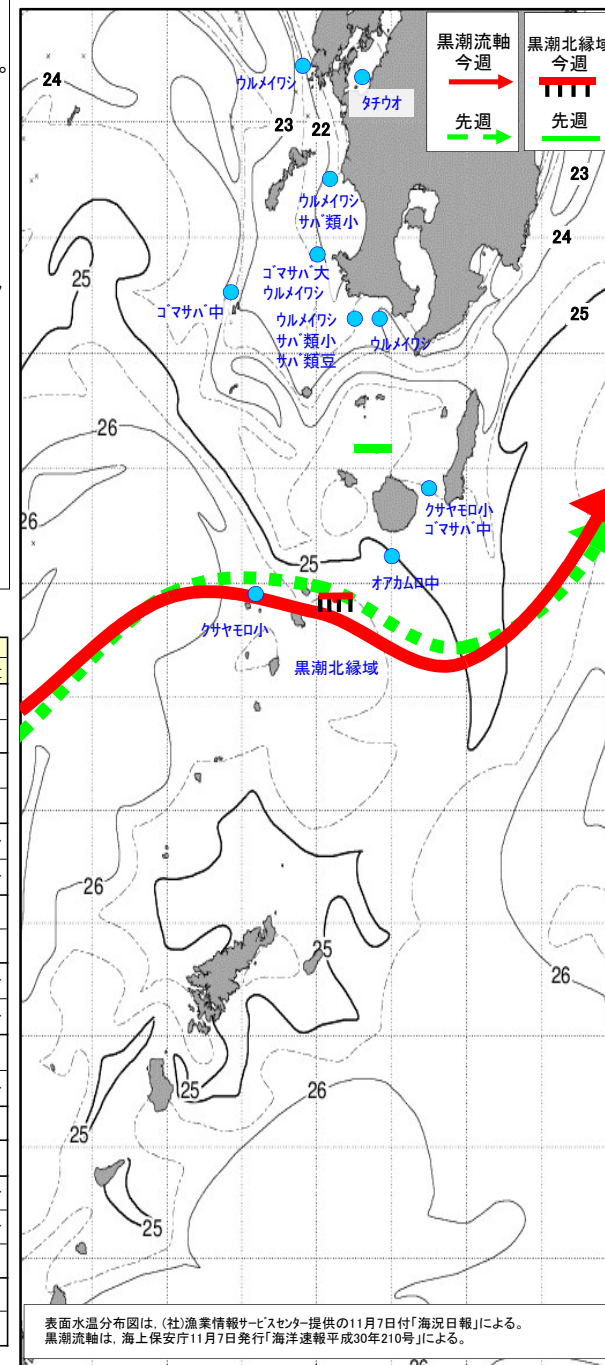 黒潮流軸
今週
先週
黒潮北縁域
今週
先週
24
23
22
ウルメイワシ
タチウオ
23
24
25
ウルメイワシ
サバ類小
ゴマサバ大
ウルメイワシ
ゴマサバ中
ウルメイワシ
サバ類小
サバ類豆
ウルメイワシ
25
26
26
クサヤモロ小
ゴマサバ中
25
オアカムロ中
クサヤモロ小
黒潮北縁域
26
25
26
25
26
25
25
表面水温分布図は, (社)漁業情報サービスセンター提供の11月7日付「海況日報」による。
黒潮流軸は, 海上保安庁11月7日発行「海洋速報平成30年210号」による。
26